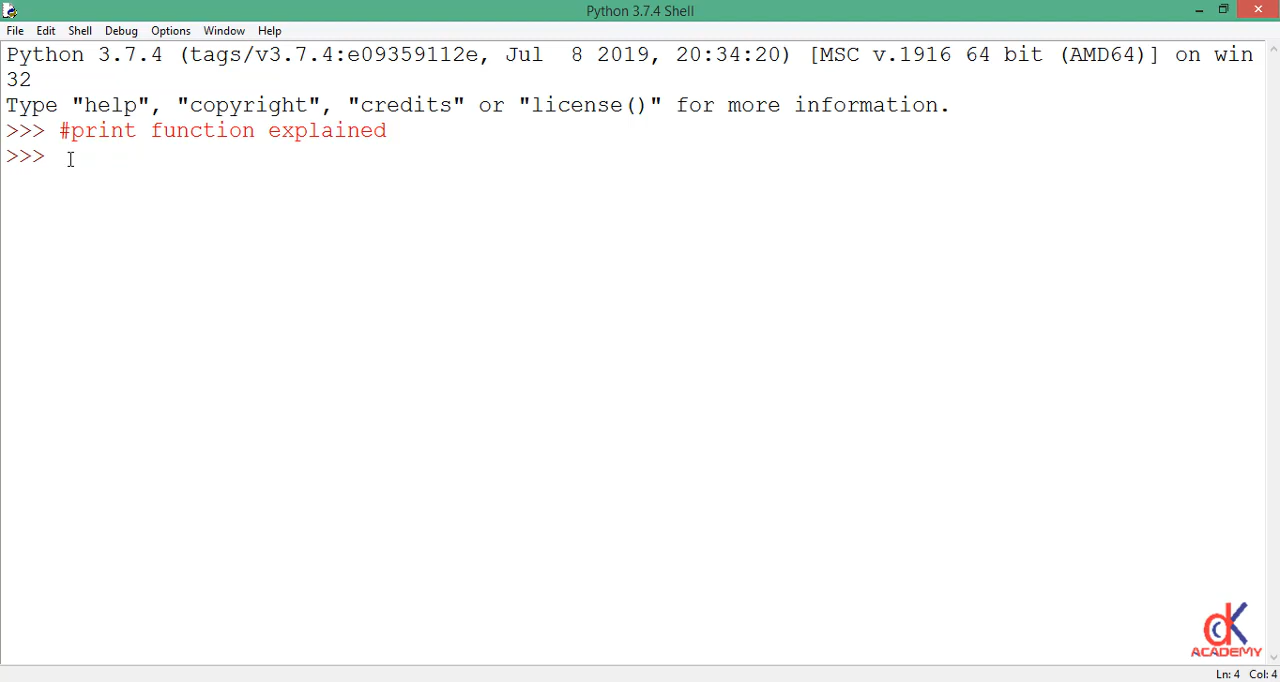 Python 3.7.4 Shell
File Edit Shell Debug Options Window Help
Python 3.7.4 (tags/v3.7.4:e09359112e, Jul  8 2019, 20:34:20) [MSC v.1916 64 bit (AMD64)] on win
32
Type "help", "copyright", "credits" or "license()" for more information.
>>> #print function explained
>>>
CK
ACADEMY
Ln: 4 Col: 4